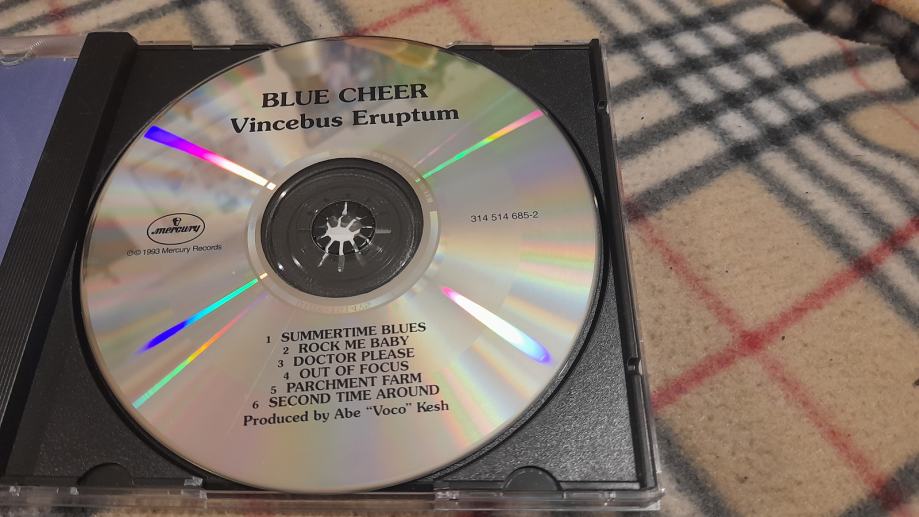 BLUE CHEER
Vincebus Eruptum
mercury
℗© 1993 Mercury Records
314 514 685-2
1 SUMMERTIME BLUES
2 ROCK ME BABY
3 DOCTOR PLEASE
4 OUT OF FOCUS
5 PARCHMENT FARM
6 SECOND TIME AROUND
Produced by Abe "Voco" Kesh